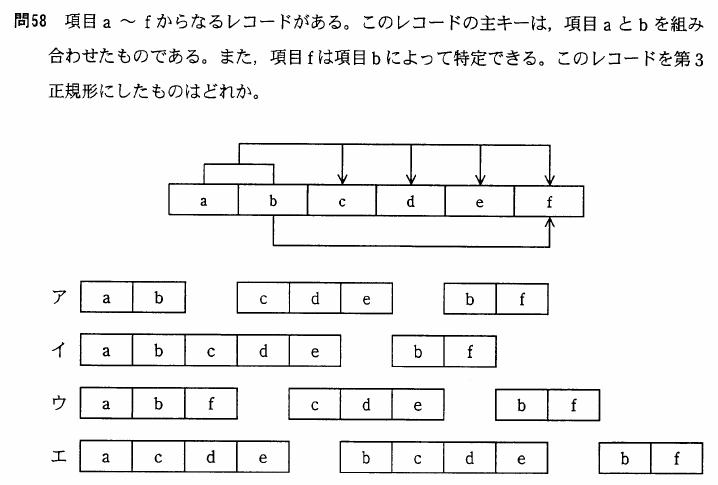 問58 項目a ～ fからなるレコードがある。このレコードの主キーは，項目aとbを組み
合わせたものである。また，項目fは項目bによって特定できる。このレコードを第3
正規形にしたものはどれか。
a b c d e f
ア a b c d e b f
イ a b c d e b f
ウ a b f c d e b f
エ a c d e b c d e b f